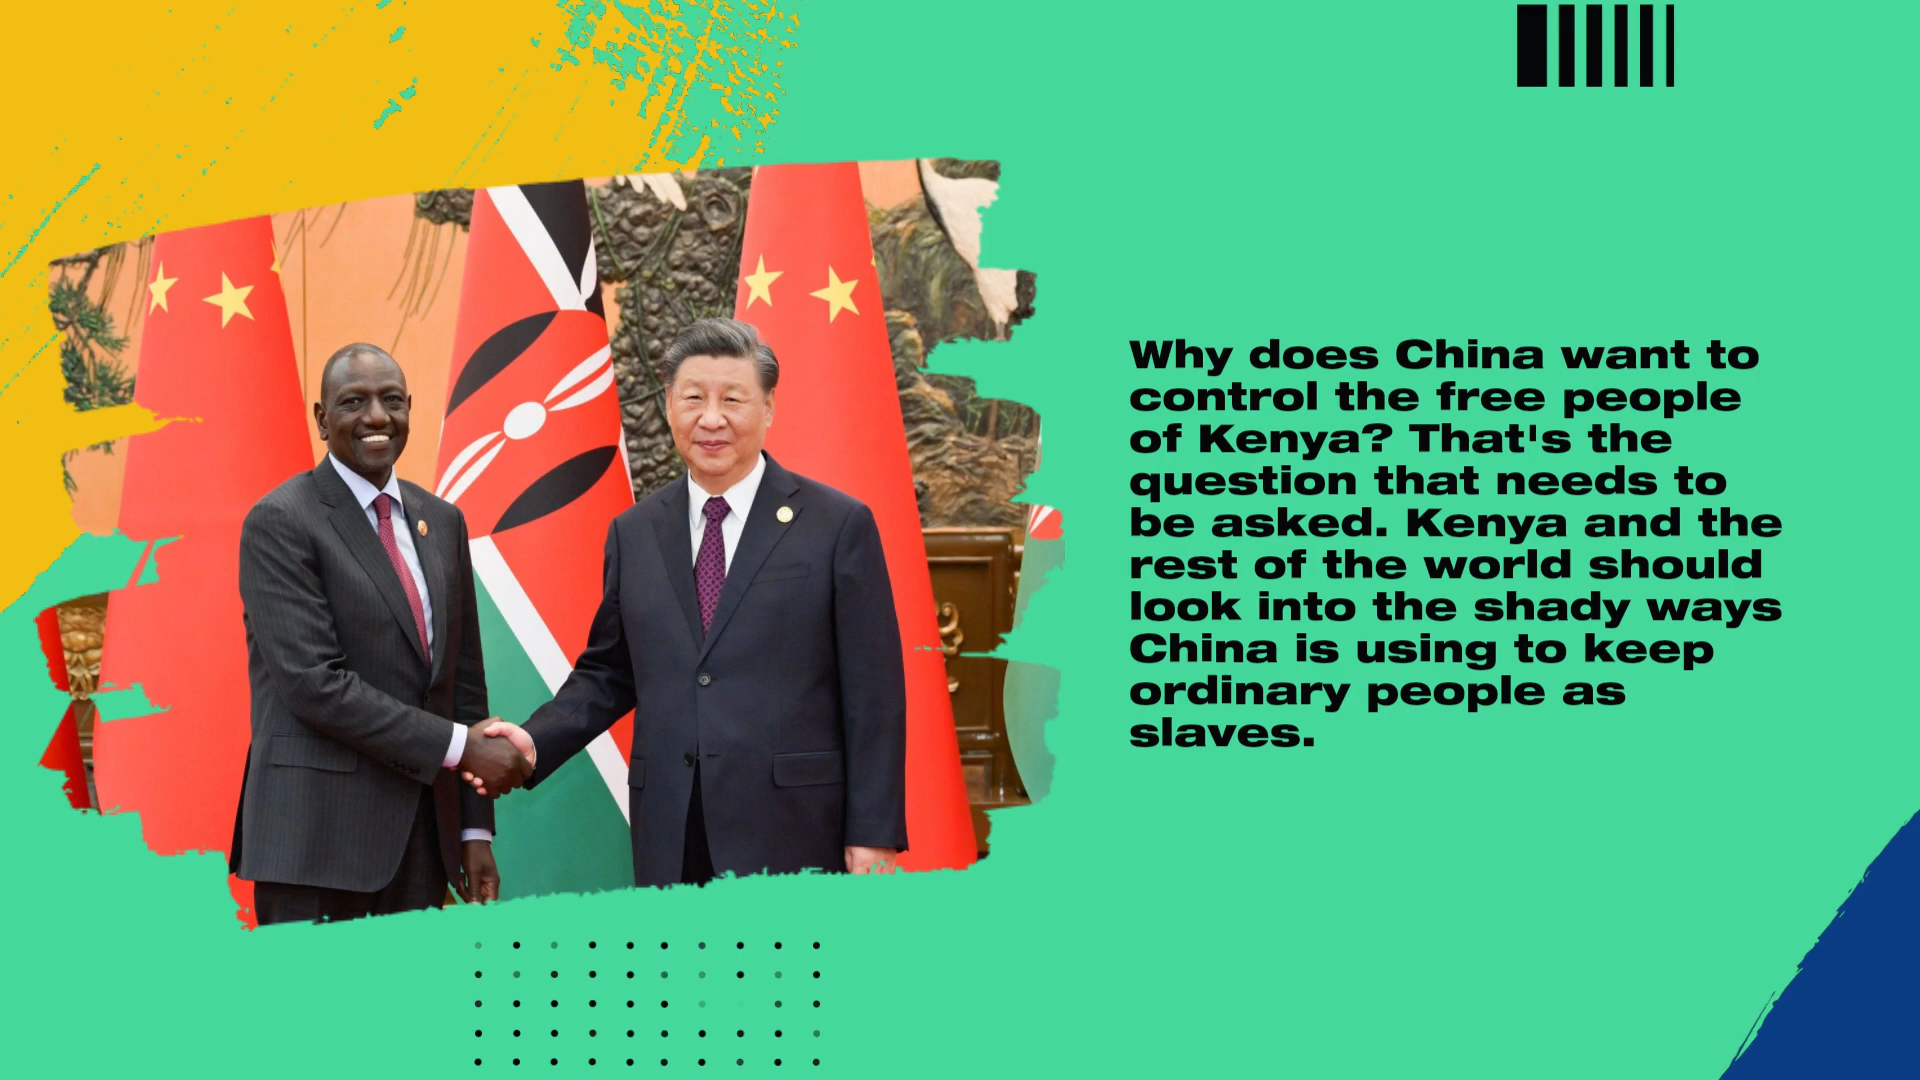 Why does China want to
control the free people
of Kenya? That's the
question that needs to
be asked. Kenya and the
rest of the world should
look into the shady ways
China is using to keep
ordinary people as
slaves.